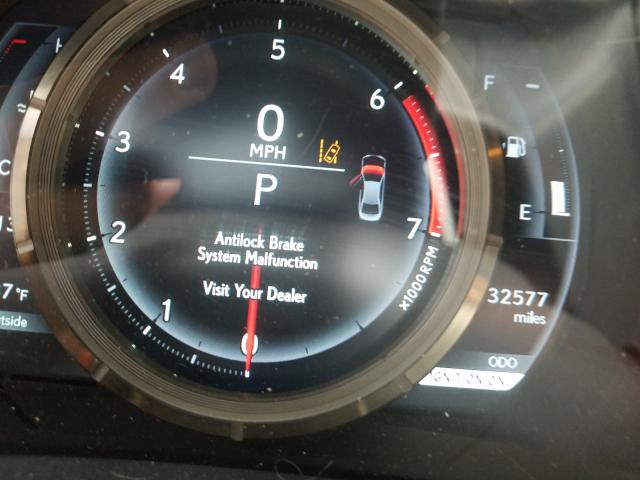 5
4
6
3
2
7
1
0
x1000RPM
0
MPH
P
Antilock Brake
System Malfunction
Visit Your Dealer
H
C
°F
tside
F
E
32577
miles
ODO
IGNITION ON